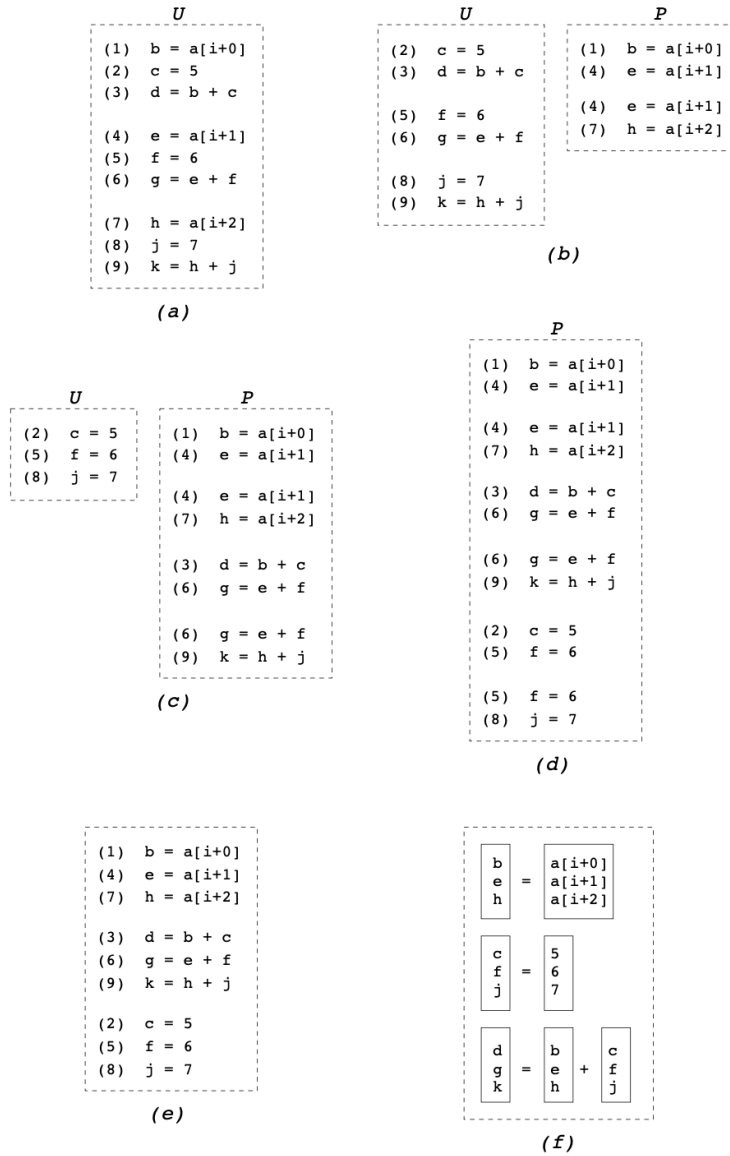 U
(1) b = a[i+0]
(2) c = 5
(3) d = b + c
(4) e = a[i+1]
(5) f = 6
(6) g = e + f
(7) h = a[i+2]
(8) j = 7
(9) k = h + j
(a)
U
(2) c = 5
(3) d = b + c
(5) f = 6
(6) g = e + f
(8) j = 7
(9) k = h + j
P
(1) b = a[i+0]
(4) e = a[i+1]
(4) e = a[i+1]
(7) h = a[i+2]
(b)
U
(2) c = 5
(5) f = 6
(8) j = 7
P
(1) b = a[i+0]
(4) e = a[i+1]
(4) e = a[i+1]
(7) h = a[i+2]
(3) d = b + c
(6) g = e + f
(6) g = e + f
(9) k = h + j
(c)
P
(1) b = a[i+0]
(4) e = a[i+1]
(4) e = a[i+1]
(7) h = a[i+2]
(3) d = b + c
(6) g = e + f
(6) g = e + f
(9) k = h + j
(2) c = 5
(5) f = 6
(5) f = 6
(8) j = 7
(d)
(1) b = a[i+0]
(4) e = a[i+1]
(7) h = a[i+2]
(3) d = b + c
(6) g = e + f
(9) k = h + j
(2) c = 5
(5) f = 6
(8) j = 7
(e)
b a[i+0]
e = a[i+1]
h a[i+2]
c 5
f = 6
j 7
d b c
g = e + f
k h j
(f)